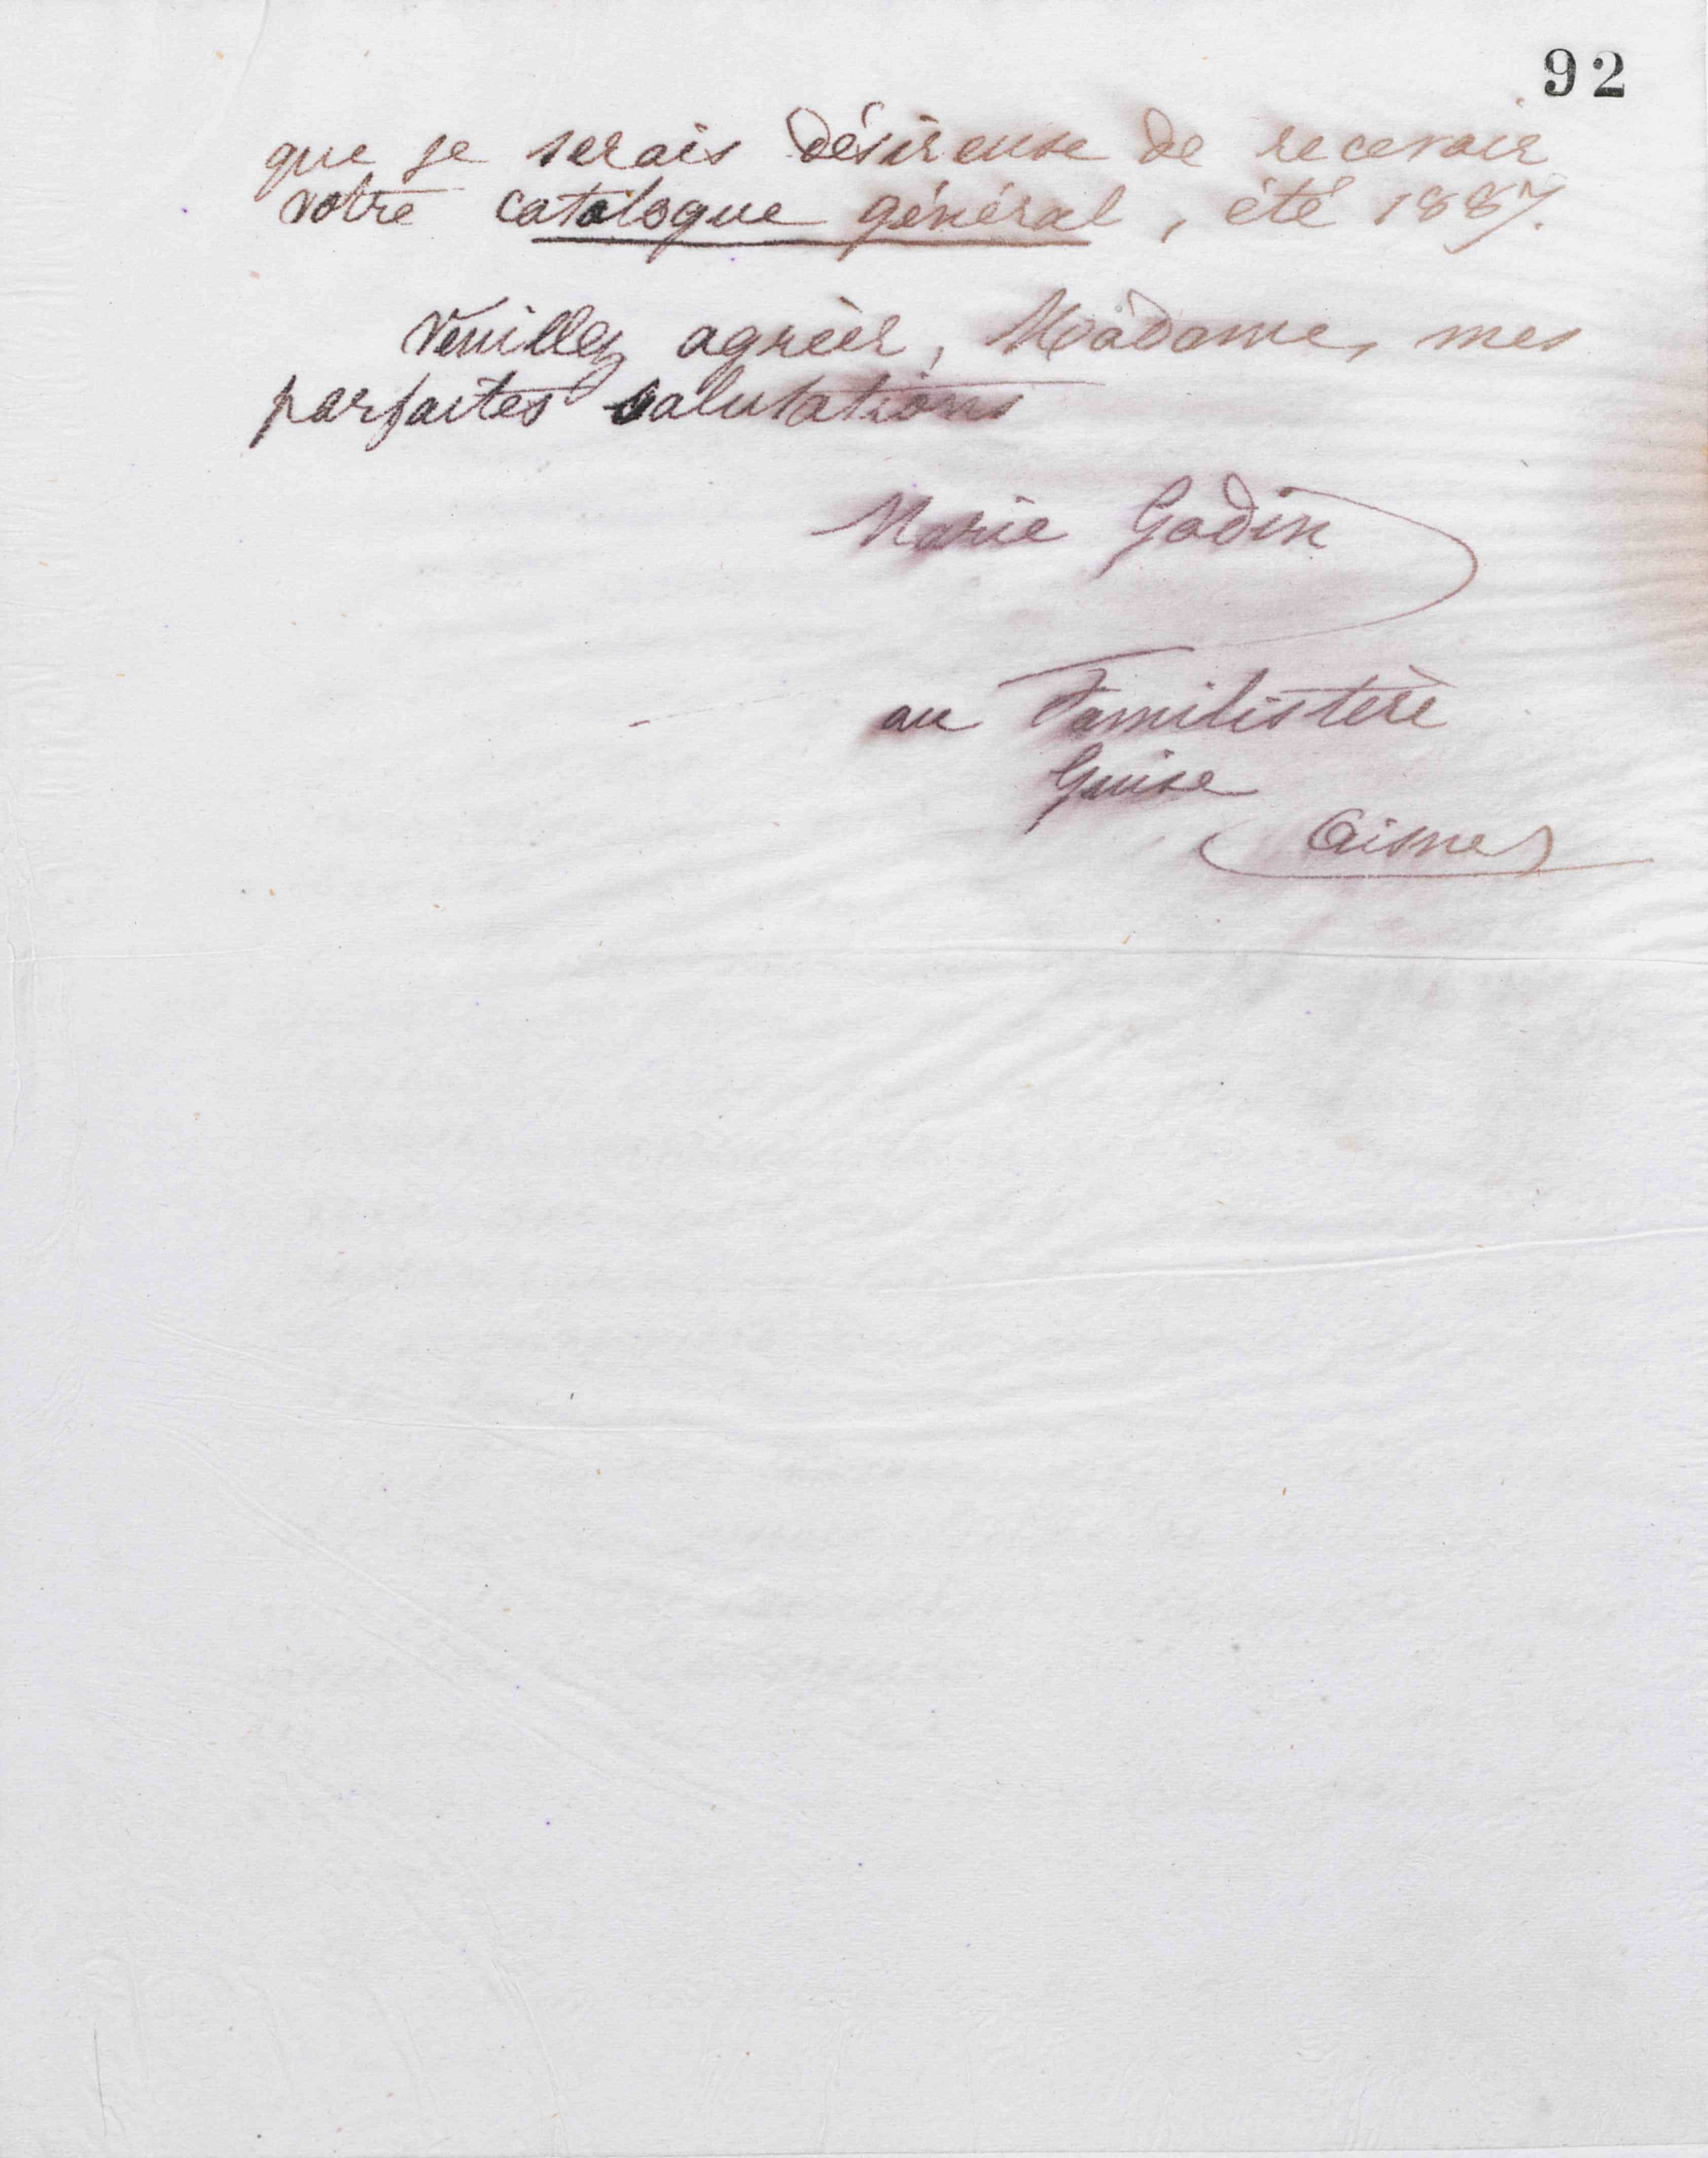 92
que je serais désireuse de recevoir
votre catalogue général, été 1887.
Veuillez agréer, Madame, mes
parfaites salutations
Marie Godin
au Familistère
Guise
(Aisne)